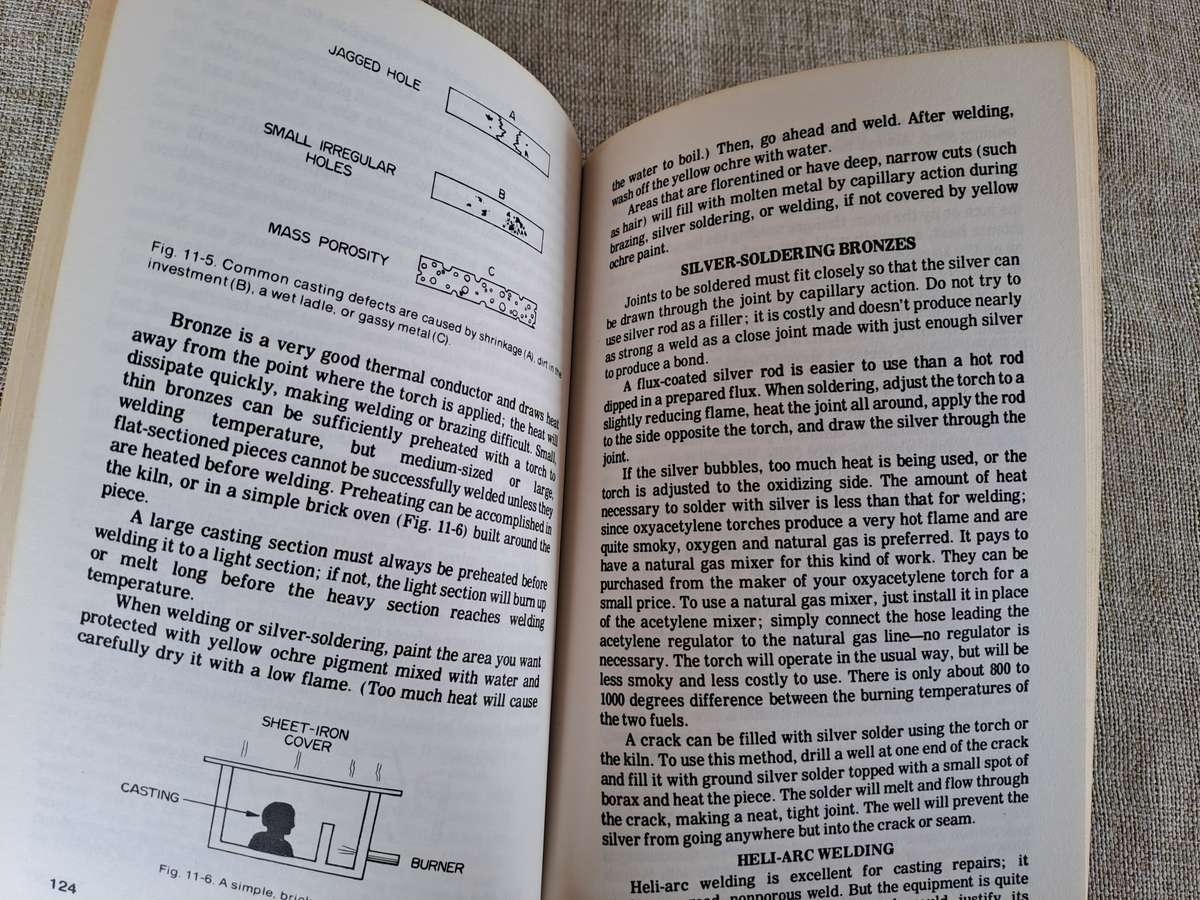 JAGGED HOLE
A
SMALL IRREGULAR
HOLES
B
MASS POROSITY
C
Fig. 11-5. Common casting defects are caused by shrinkage (A), dirt in the
investment (B), a wet ladle, or gassy metal (C).
Bronze is a very good thermal conductor and draws heat
away from the point where the torch is applied; the heat will
dissipate quickly, making welding or brazing difficult. Small,
thin bronzes can be sufficiently preheated with a torch to
welding temperature, but medium-sized or large,
flat-sectioned pieces cannot be successfully welded unless they
are heated before welding. Preheating can be accomplished in
the kiln, or in a simple brick oven (Fig. 11-6) built around the
piece.
A large casting section must always be preheated before
welding it to a light section; if not, the light section will burn up
or melt long before the heavy section reaches welding
temperature.
When welding or silver-soldering, paint the area you want
protected with yellow ochre pigment mixed with water and
carefully dry it with a low flame. (Too much heat will cause
SHEET-IRON
COVER
CASTING
BURNER
Fig. 11-6. A simple,
124
the water to boil.) Then, go ahead and weld. After welding,
wash off the yellow ochre with water.
Areas that are florentined or have deep, narrow cuts (such
as hair) will fill with molten metal by capillary action during
brazing, silver soldering, or welding, if not covered by yellow
ochre paint.
SILVER-SOLDERING BRONZES
Joints to be soldered must fit closely so that the silver can
be drawn through the joint by capillary action. Do not try to
use silver rod as a filler; it is costly and doesn't produce nearly
as strong a weld as a close joint made with just enough silver
to produce a bond.
A flux-coated silver rod is easier to use than a hot rod
dipped in a prepared flux. When soldering, adjust the torch to a
slightly reducing flame, heat the joint all around, apply the rod
to the side opposite the torch, and draw the silver through the
joint.
If the silver bubbles, too much heat is being used, or the
torch is adjusted to the oxidizing side. The amount of heat
necessary to solder with silver is less than that for welding;
since oxyacetylene torches produce a very hot flame and are
quite smoky, oxygen and natural gas is preferred. It pays to
have a natural gas mixer for this kind of work. They can be
purchased from the maker of your oxyacetylene torch for a
small price. To use a natural gas mixer, just install it in place
of the acetylene mixer; simply connect the hose leading the
acetylene regulator to the natural gas line—no regulator is
necessary. The torch will operate in the usual way, but will be
less smoky and less costly to use. There is only about 800 to
1000 degrees difference between the burning temperatures of
the two fuels.
A crack can be filled with silver solder using the torch or
the kiln. To use this method, drill a well at one end of the crack
and fill it with ground silver solder topped with a small spot of
borax and heat the piece. The solder will melt and flow through
the crack, making a neat, tight joint. The well will prevent the
silver from going anywhere but into the crack or seam.
HELI-ARC WELDING
Heli-arc welding is excellent for casting repairs; it
nonporous weld. But the equipment is quite
justify its